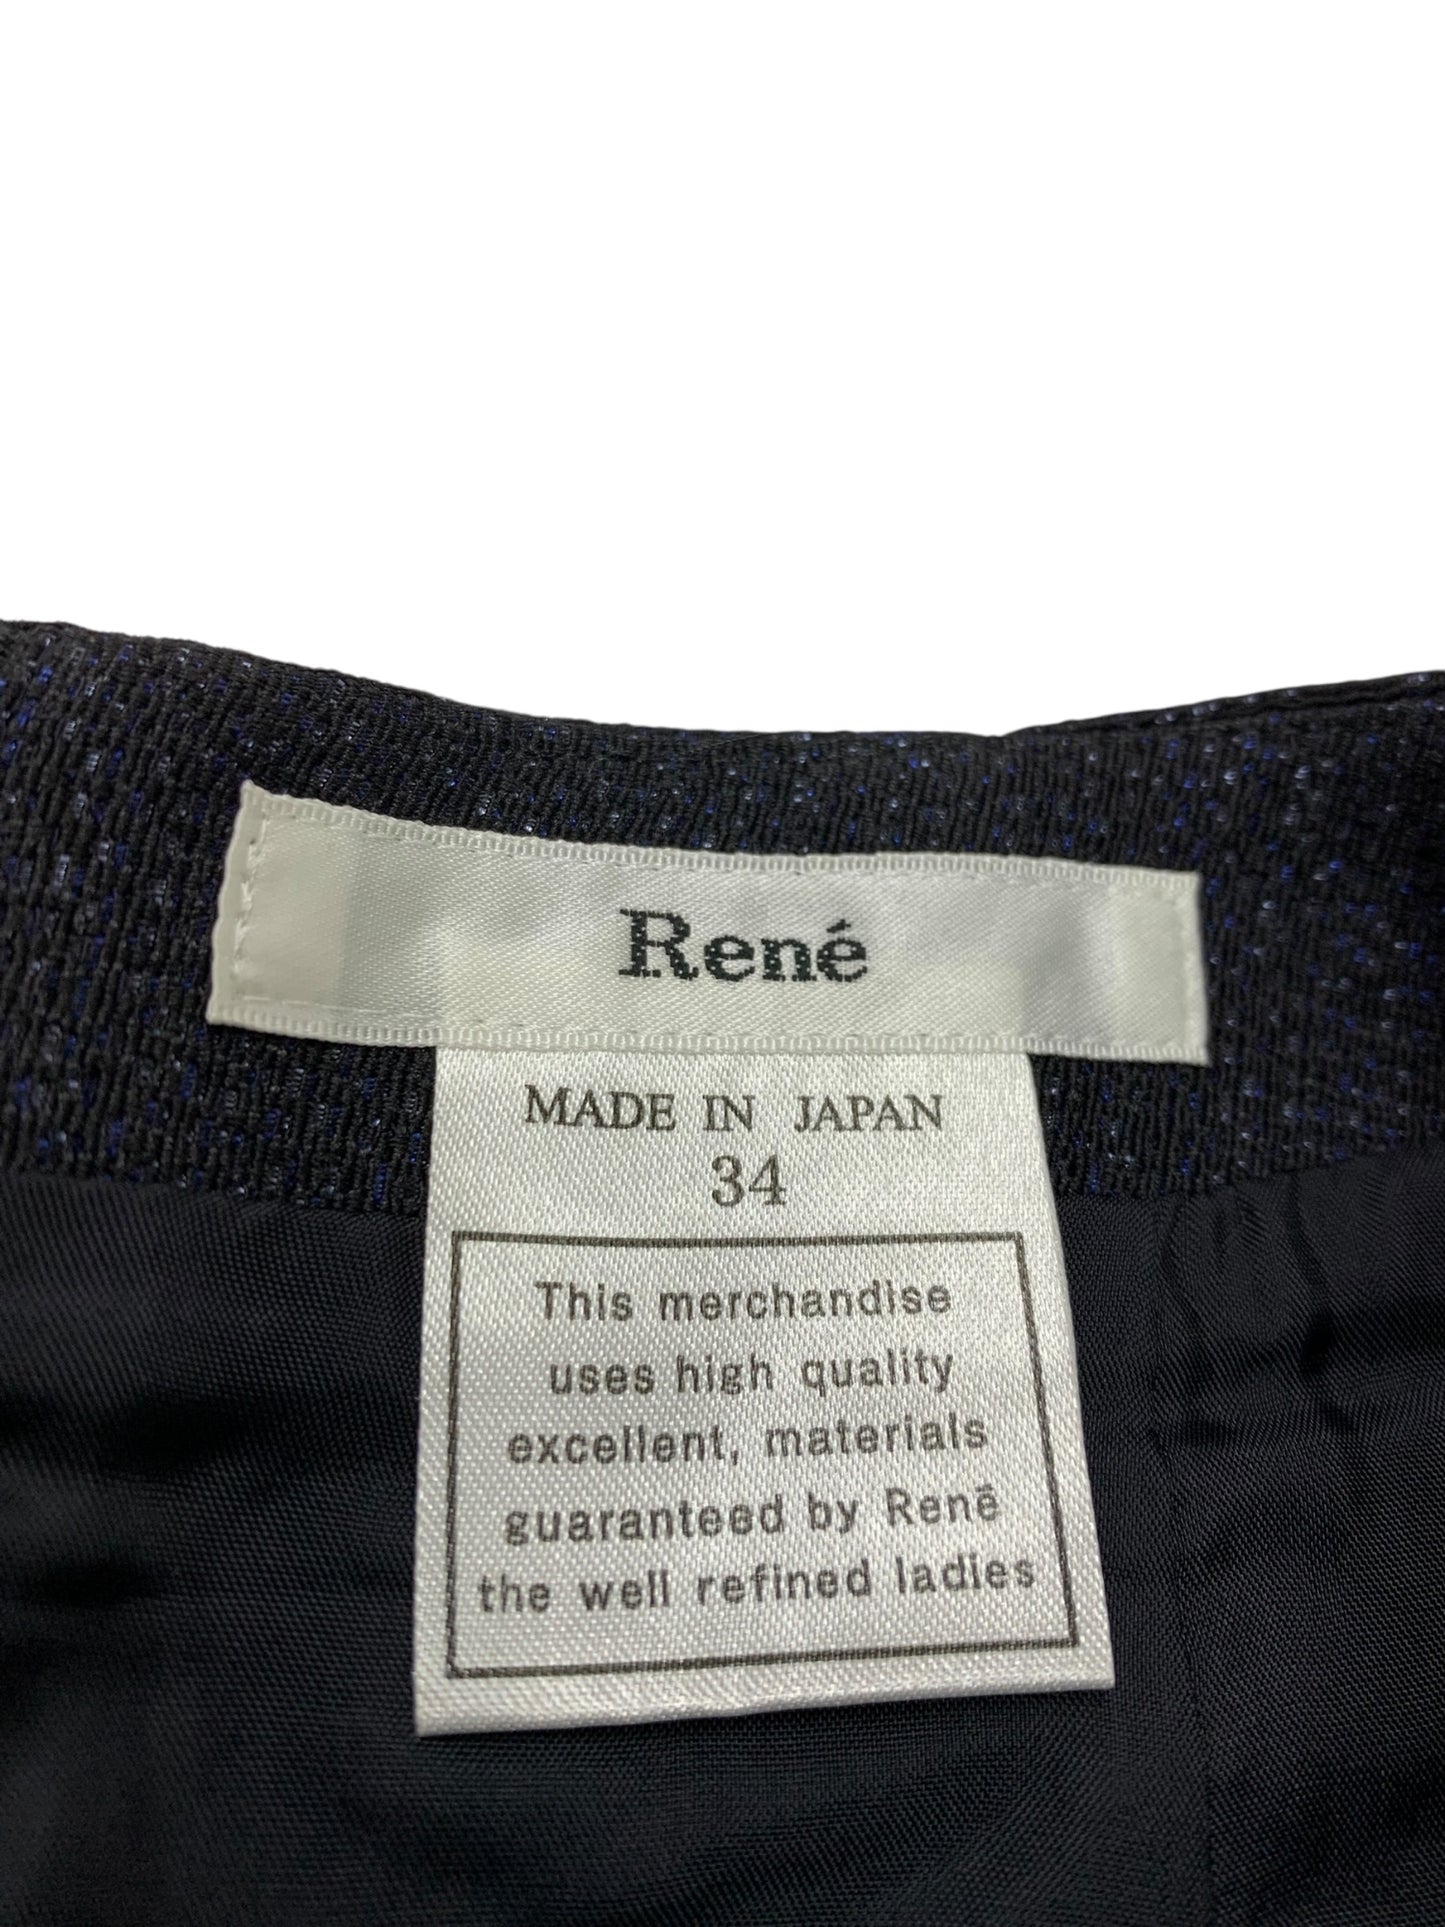 René
MADE IN JAPAN
34
This merchandise
uses high quality
excellent, materials
guaranteed by Renē
the well refined ladies